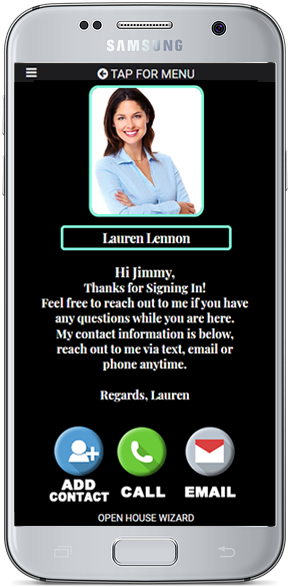 SAMSUNG
TAP FOR MENU
Lauren Lennon
Hi Jimmy,
Thanks for Signing In!
Feel free to reach out to me if you have
any questions while you are here.
My contact information is below,
reach out to me via text, email or
phone anytime.
Regards, Lauren
ADD
CONTACT
CALL
EMAIL
OPEN HOUSE WIZARD